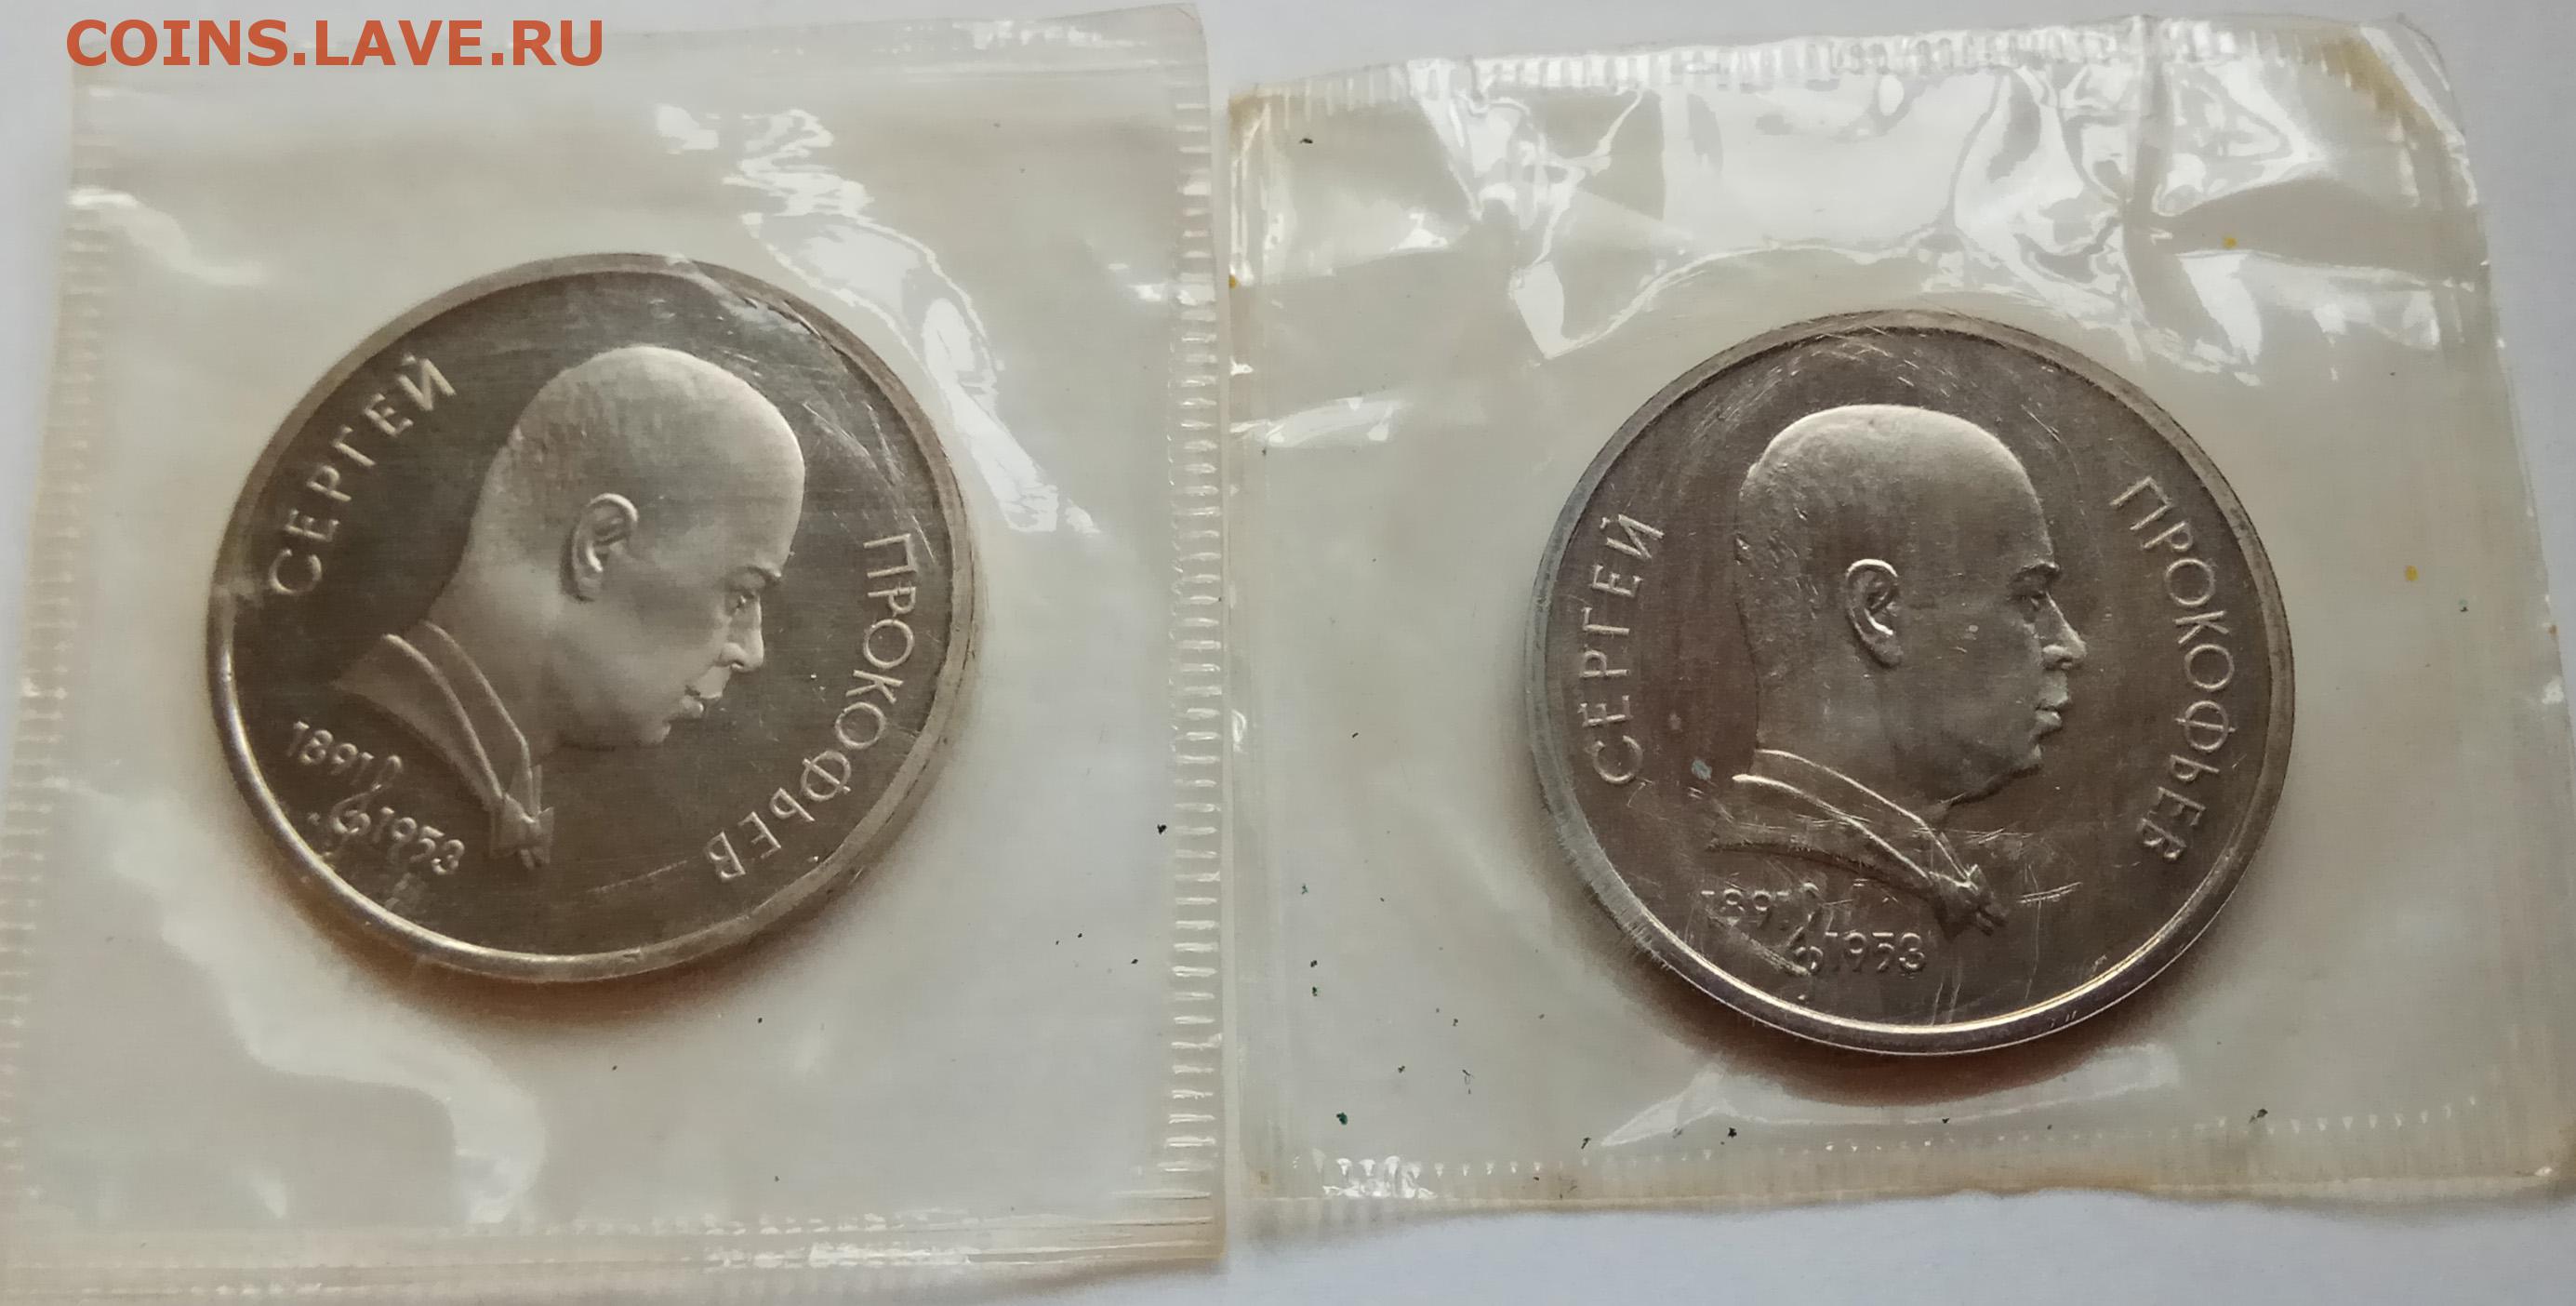 COINS.LAVE.RU
СЕРГЕЙ
ПРОКОФЬЕВ
1891
1953
СЕРГЕЙ
ПРОКОФЬЕВ
1891
1953